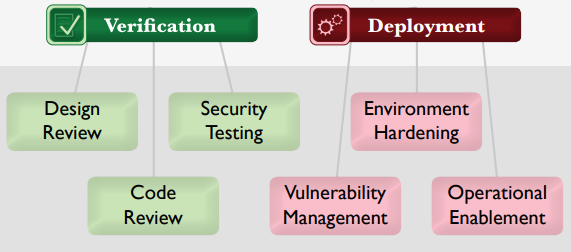 Verification
Deployment
Design
Review
Security
Testing
Environment
Hardening
Code
Review
Vulnerability
Management
Operational
Enablement